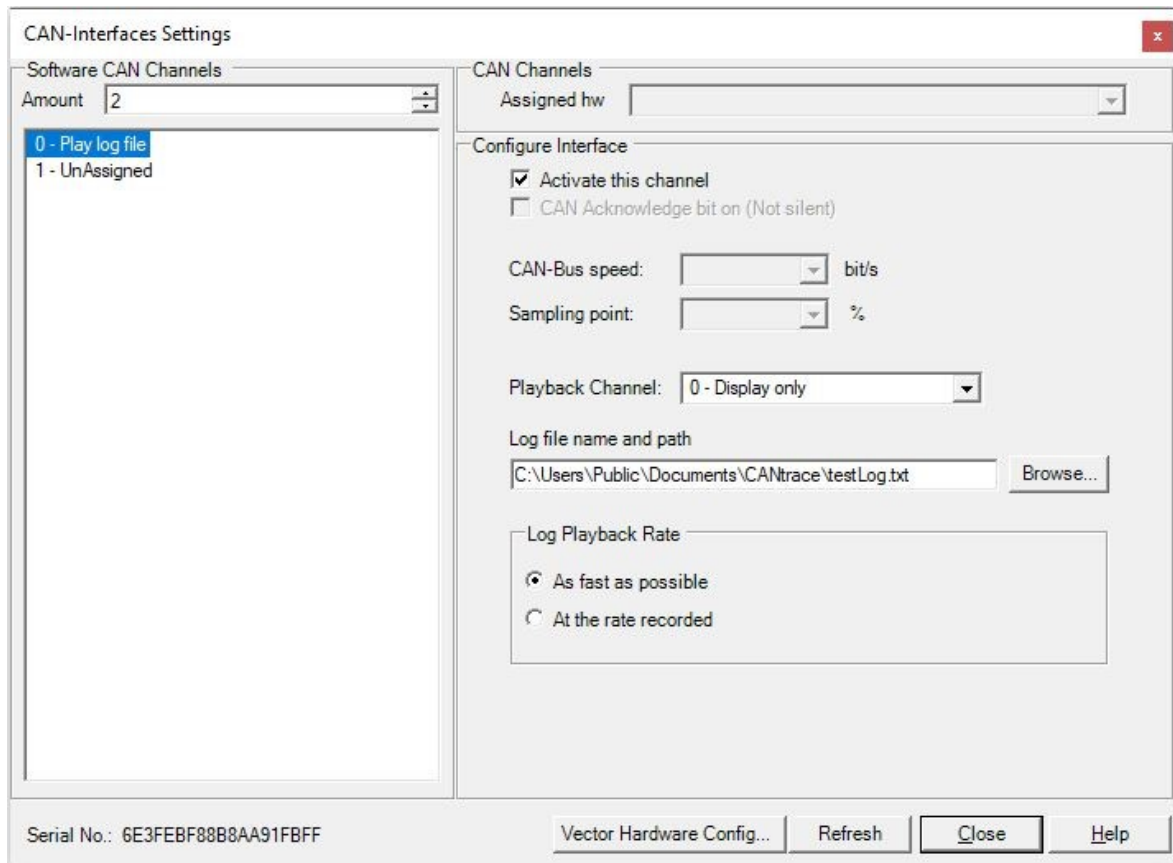 CAN-Interfaces Settings
x
Software CAN Channels
Amount 2
0 - Play log file
1 - UnAssigned
CAN Channels
Assigned hw
Configure Interface
Activate this channel
CAN Acknowledge bit on (Not silent)
CAN-Bus speed: bit/s
Sampling point: %
Playback Channel: 0 - Display only
Log file name and path
C:\Users\Public\Documents\CANtrace\testLog.txt Browse...
Log Playback Rate
As fast as possible
At the rate recorded
Serial No.: 6E3FEBF88B8AA91FBFF Vector Hardware Config... Refresh Close Help